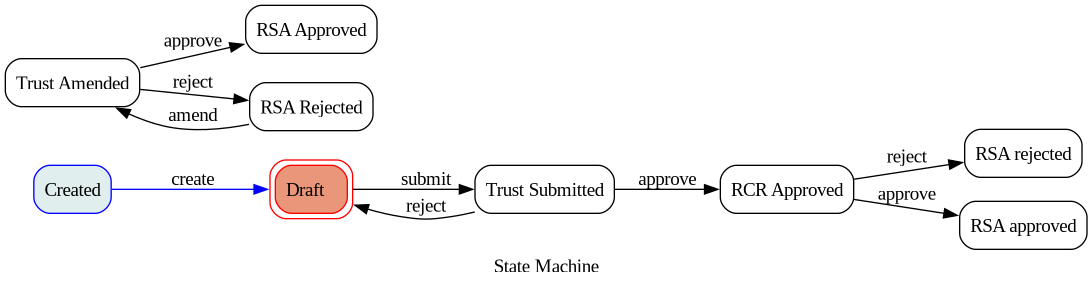 RSA Approved
approve
Trust Amended
reject
RSA Rejected
amend
RSA rejected
reject
Created
create
Draft
submit
Trust Submitted
approve
RCR Approved
reject
approve
RSA approved
State Machine